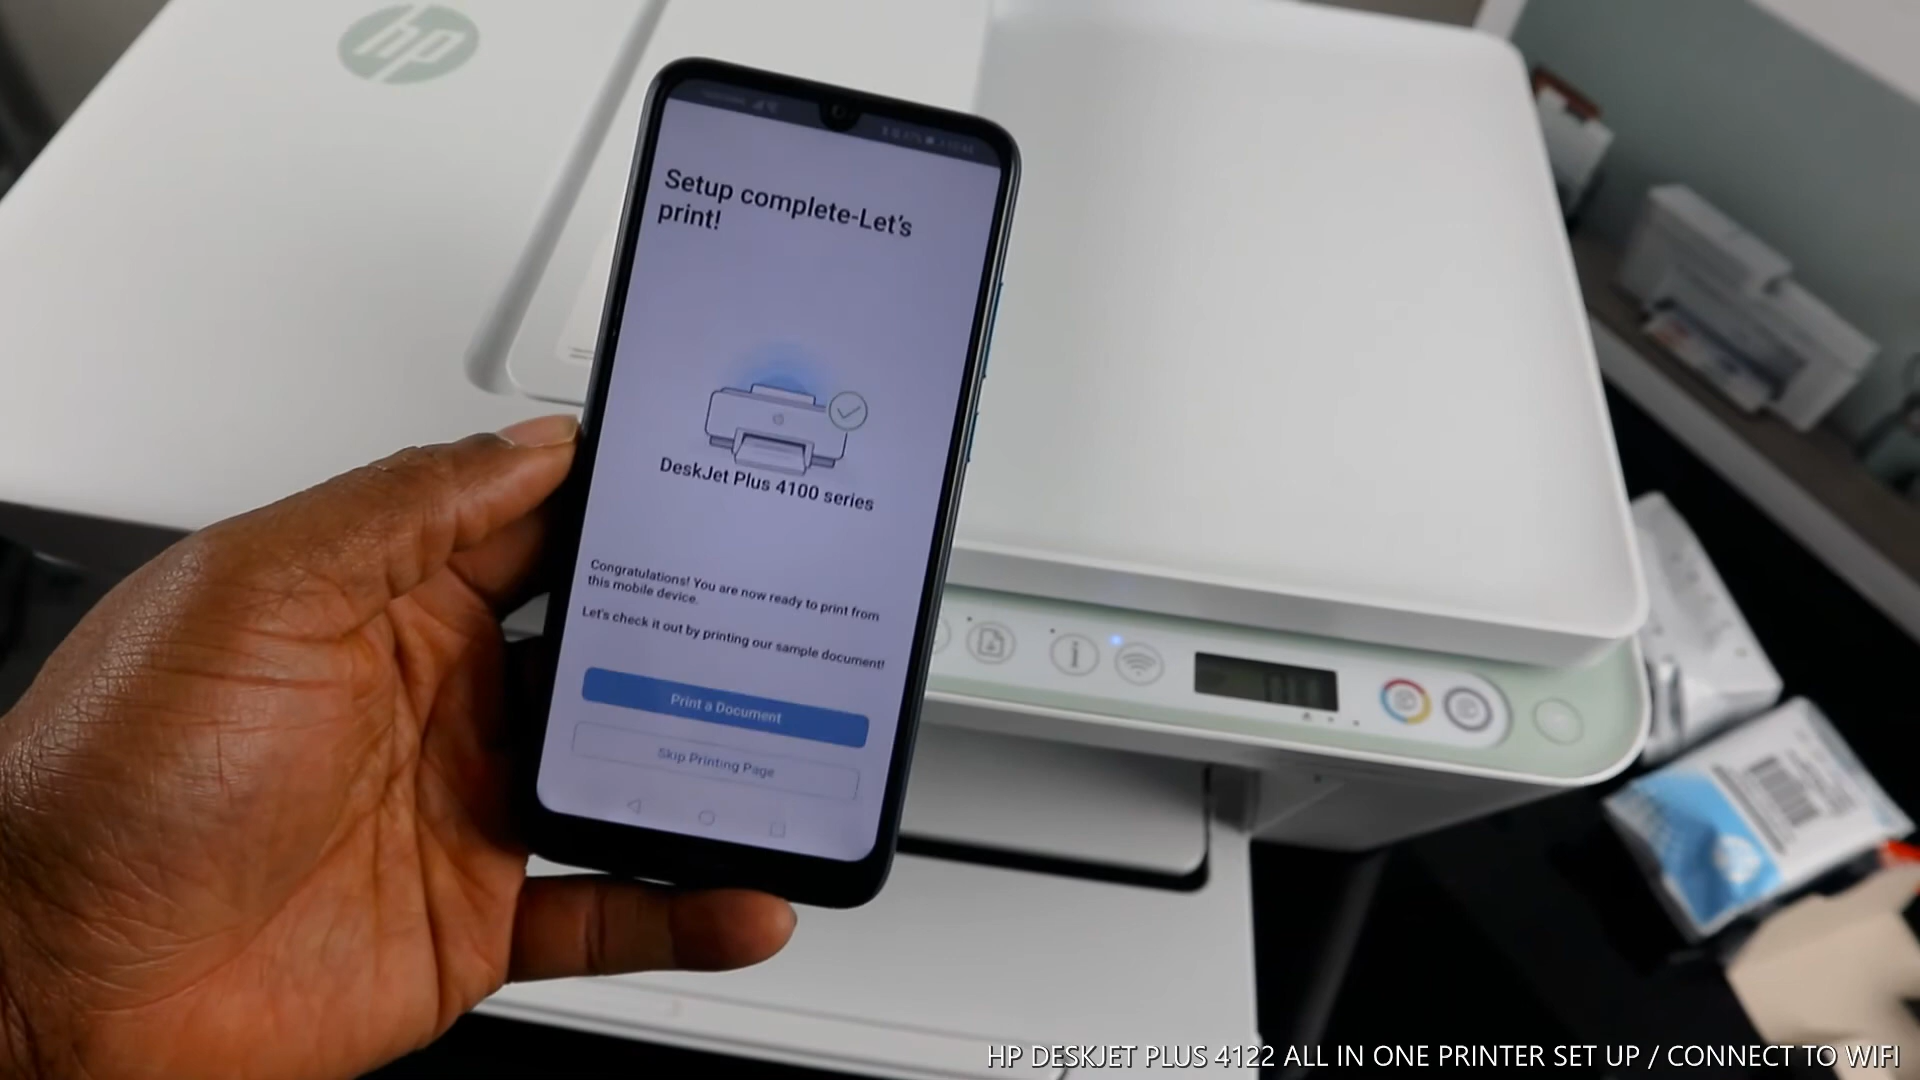 hp
Setup complete-Let's
print!
DeskJet Plus 4100 series
Congratulations! You are now ready to print from
this mobile device.
Let's check it out by printing our sample document!
Print a Document
Skip Printing Page
HP DESKJET PLUS 4122 ALL IN ONE PRINTER SET UP / CONNECT TO WIFI